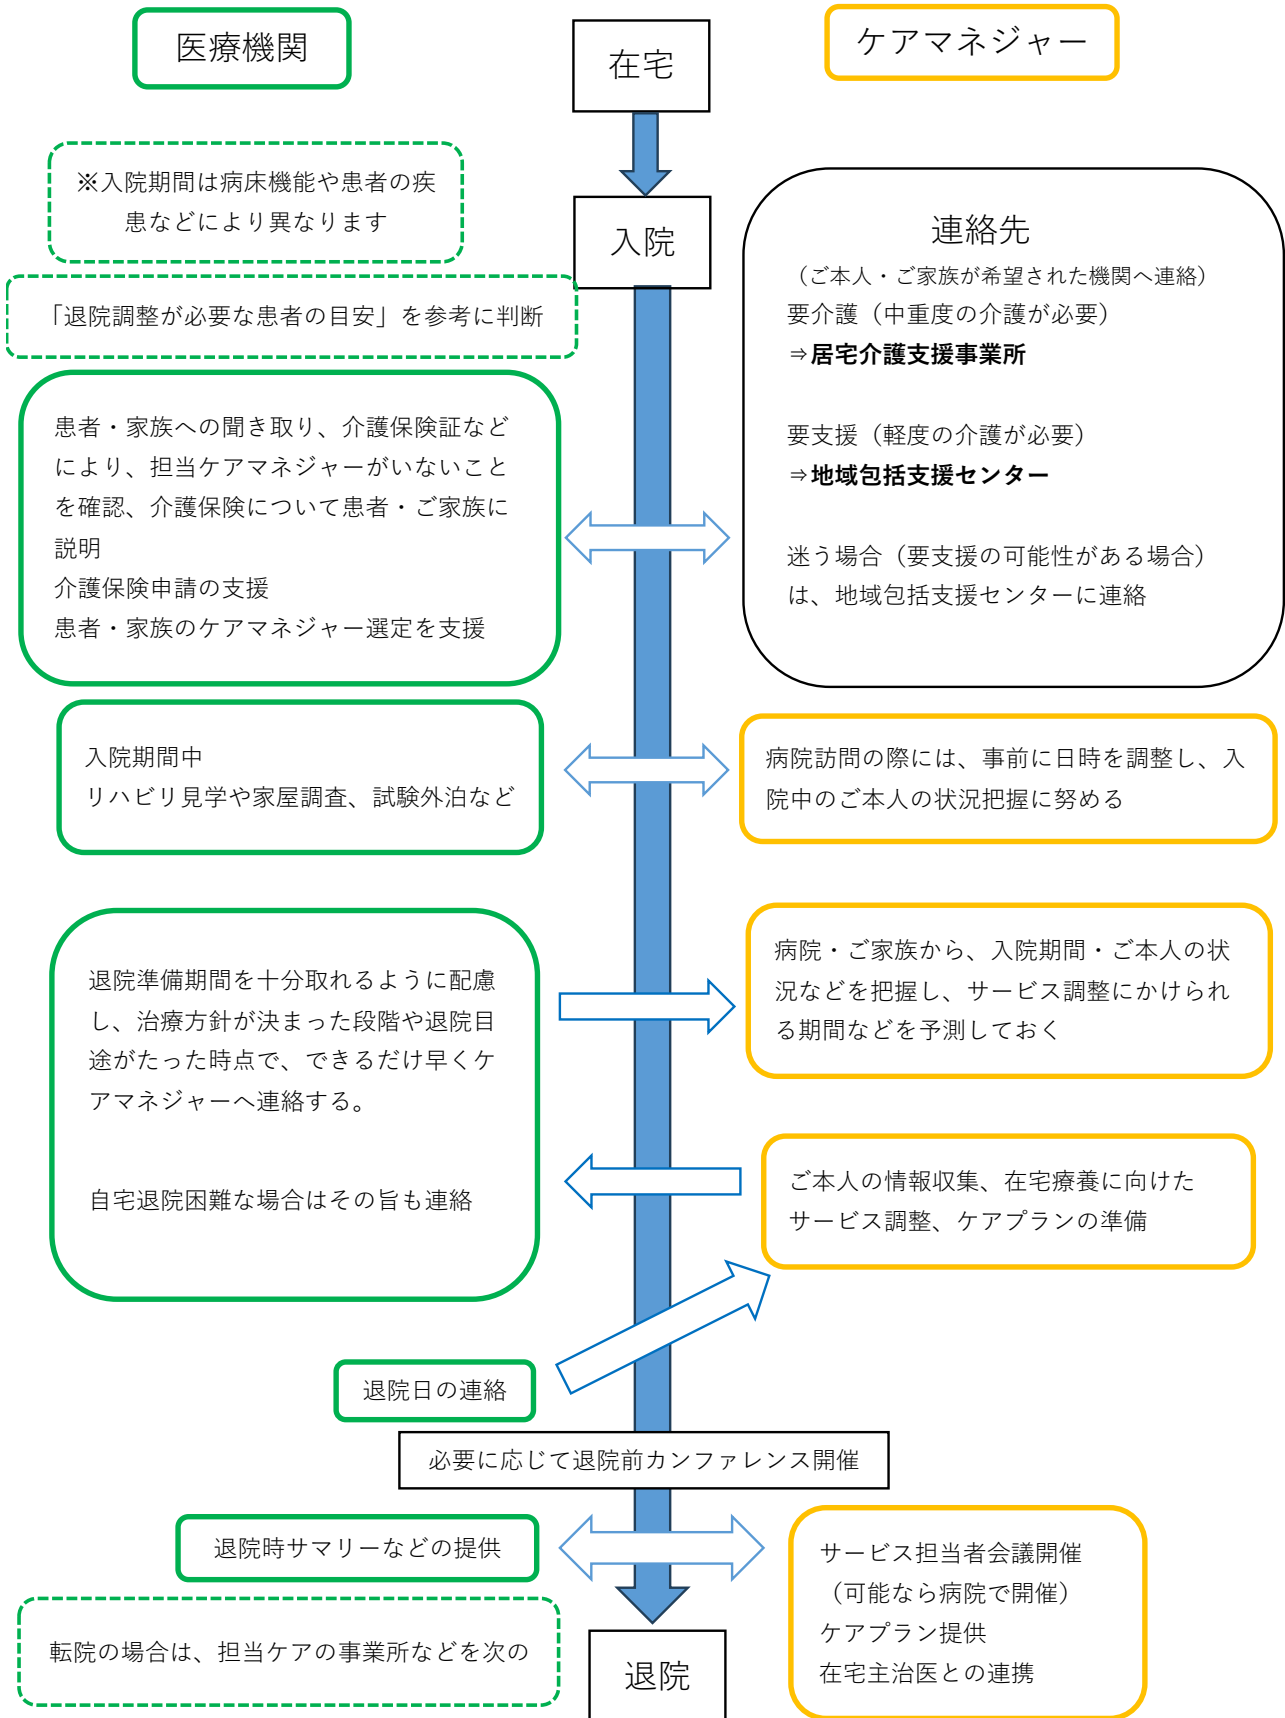 医療機関
在宅
ケアマネジャー
※入院期間は病床機能や患者の疾
患などにより異なります
入院
「退院調整が必要な患者の目安」を参考に判断
連絡先
（ご本人・ご家族が希望された機関へ連絡）
要介護（中重度の介護が必要）
⇒居宅介護支援事業所
要支援（軽度の介護が必要）
⇒地域包括支援センター
迷う場合（要支援の可能性がある場合）
は、地域包括支援センターに連絡
患者・家族への聞き取り、介護保険証など
により、担当ケアマネジャーがいないこと
を確認、介護保険について患者・ご家族に
説明
介護保険申請の支援
患者・家族のケアマネジャー選定を支援
入院期間中
リハビリ見学や家屋調査、試験外泊など
病院訪問の際には、事前に日時を調整し、入
院中のご本人の状況把握に努める
退院準備期間を十分取れるように配慮
し、治療方針が決まった段階や退院目
途がたった時点で、できるだけ早くケ
アマネジャーへ連絡する。
自宅退院困難な場合はその旨も連絡
病院・ご家族から、入院期間・ご本人の状
況などを把握し、サービス調整にかけられ
る期間などを予測しておく
ご本人の情報収集、在宅療養に向けた
サービス調整、ケアプランの準備
退院日の連絡
必要に応じて退院前カンファレンス開催
退院時サマリーなどの提供
サービス担当者会議開催
（可能なら病院で開催）
ケアプラン提供
在宅主治医との連携
転院の場合は、担当ケアの事業所などを次の
退院